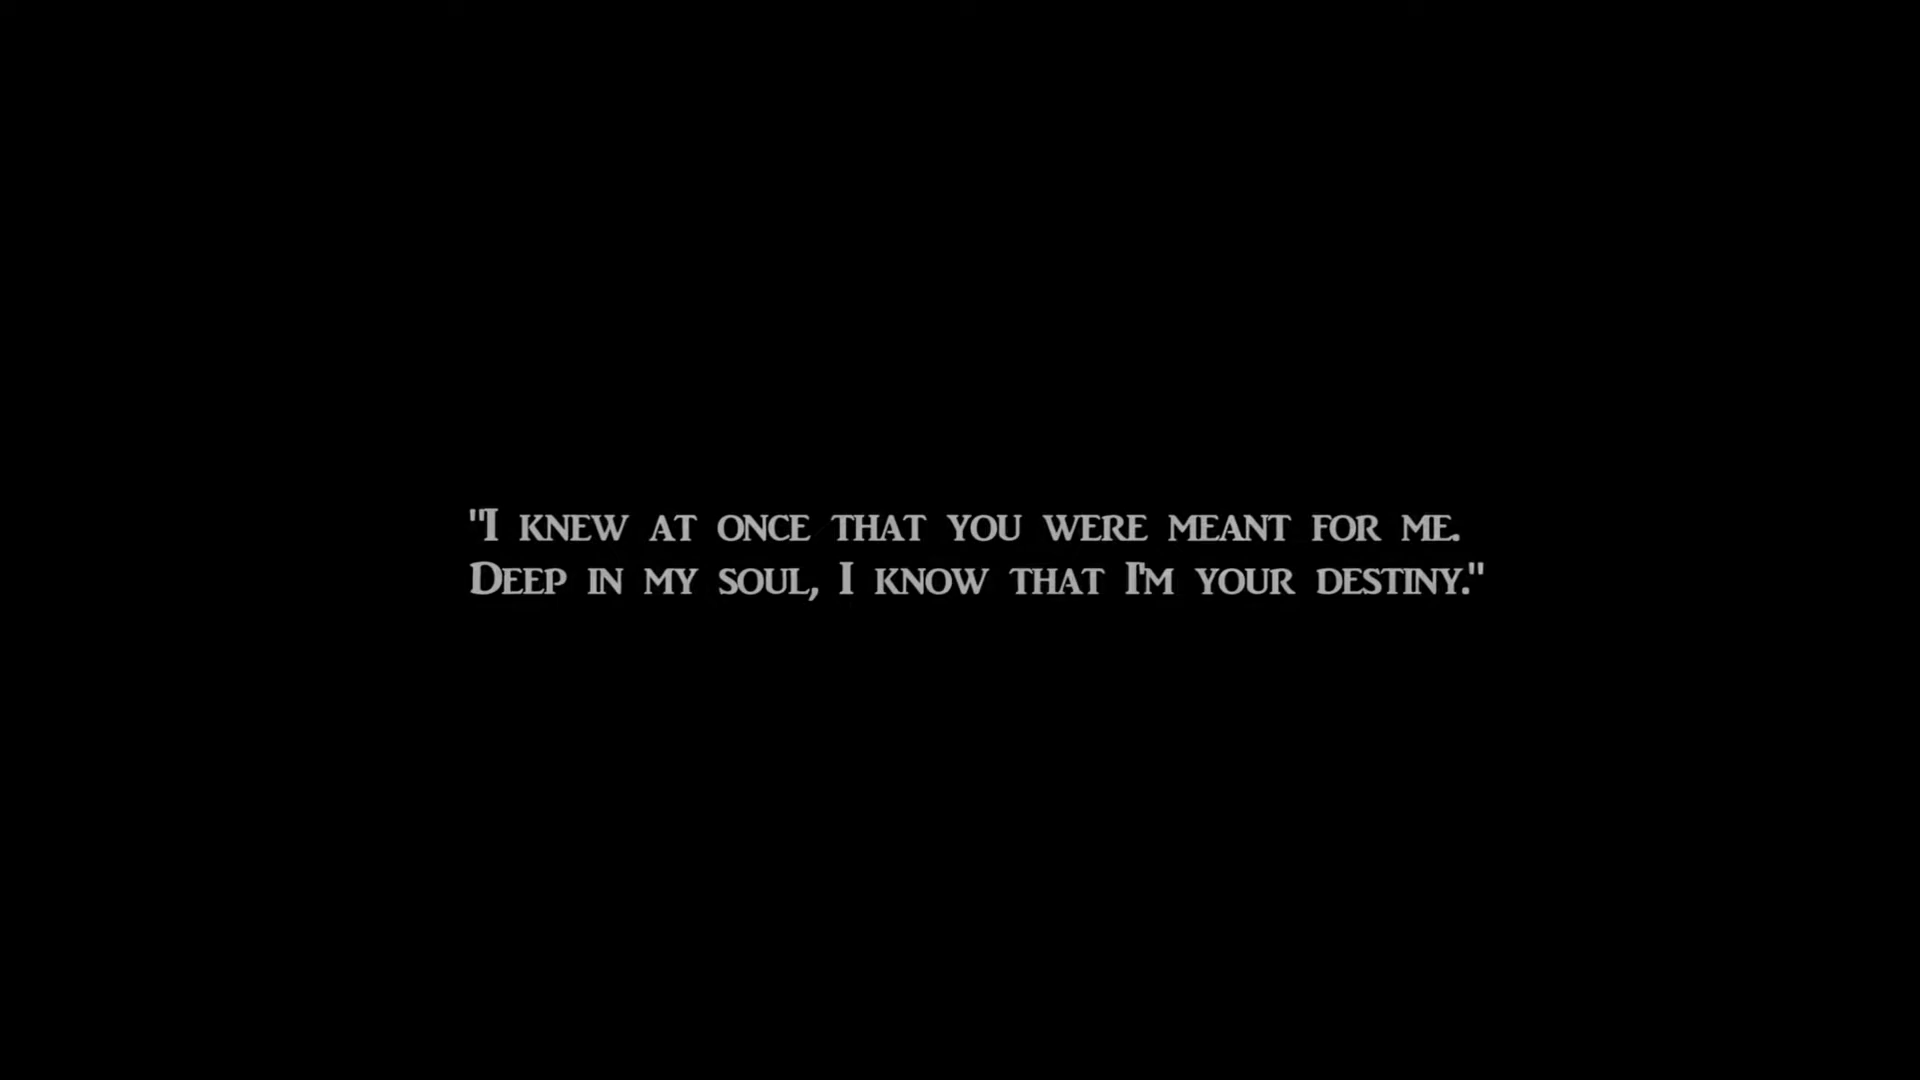 "I KNEW AT ONCE THAT YOU WERE MEANT FOR ME.
DEEP IN MY SOUL, I KNOW THAT I'M YOUR DESTINY."